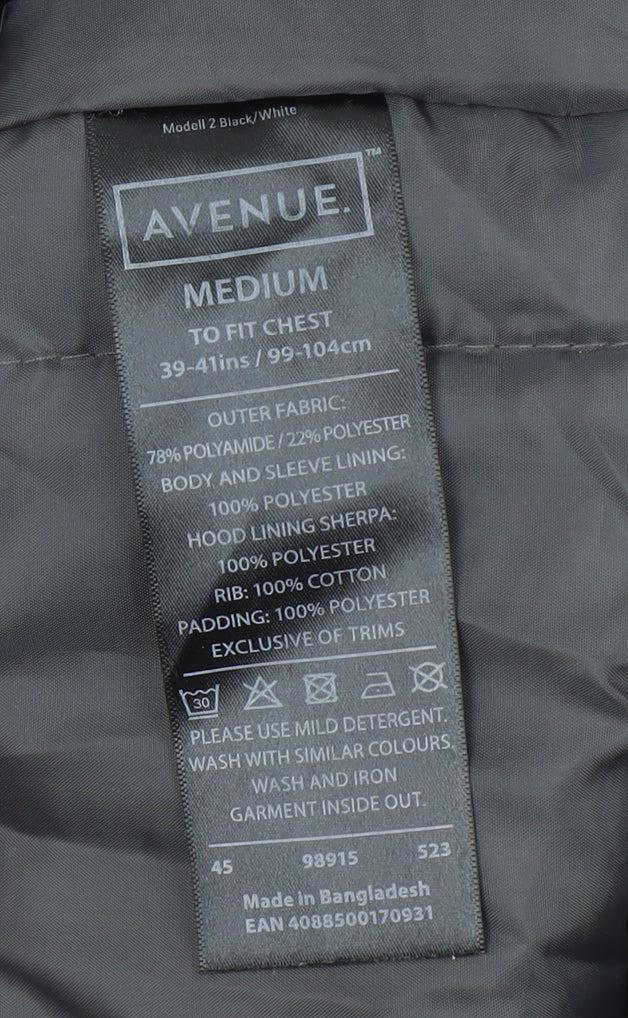 Modell 2 Black/White
AVENUE.™
MEDIUM
TO FIT CHEST
39-41ins / 99-104cm
OUTER FABRIC:
78% POLYAMIDE / 22% POLYESTER
BODY AND SLEEVE LINING:
100% POLYESTER
HOOD LINING SHERPA:
100% POLYESTER
RIB: 100% COTTON
PADDING: 100% POLYESTER
EXCLUSIVE OF TRIMS
30
PLEASE USE MILD DETERGENT.
WASH WITH SIMILAR COLOURS.
WASH AND IRON
GARMENT INSIDE OUT.
45 98915 523
Made in Bangladesh
EAN 4088500170931